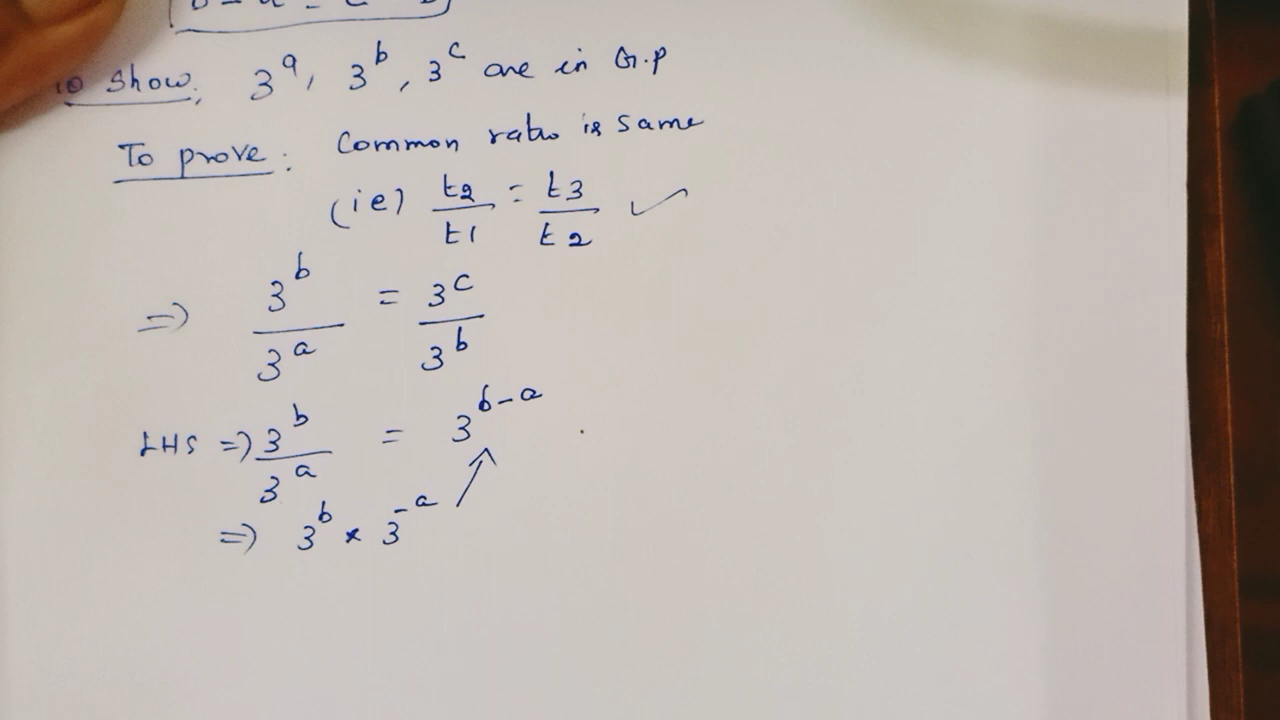 To Show, 3^a, 3^b, 3^c are in G.P
To prove: Common ratio is same
(ie) t2/t1 = t3/t2 ✓
=> 3^b/3^a = 3^c/3^b
LHS => 3^b/3^a = 3^(b-a)
=> 3^b × 3^-a ↗